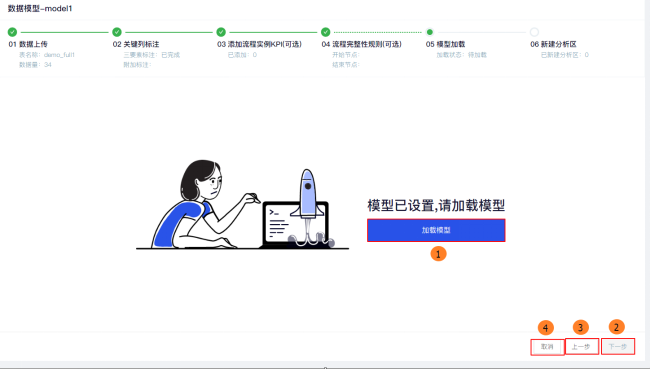 数据模型-model1
01 数据上传
表名称: demo_full1
数据量: 34
02 关键列标注
三要素标注: 已完成
附加标注:
03 添加流程实例KPI(可选)
已添加: 0
04 流程完整性规则(可选)
开始节点:
结束节点:
05 模型加载
加载状态: 待加载
06 新建分析区
已新建分析区: 0
模型已设置,请加载模型
加载模型
1
4
3
2
取消
上一步
下一步